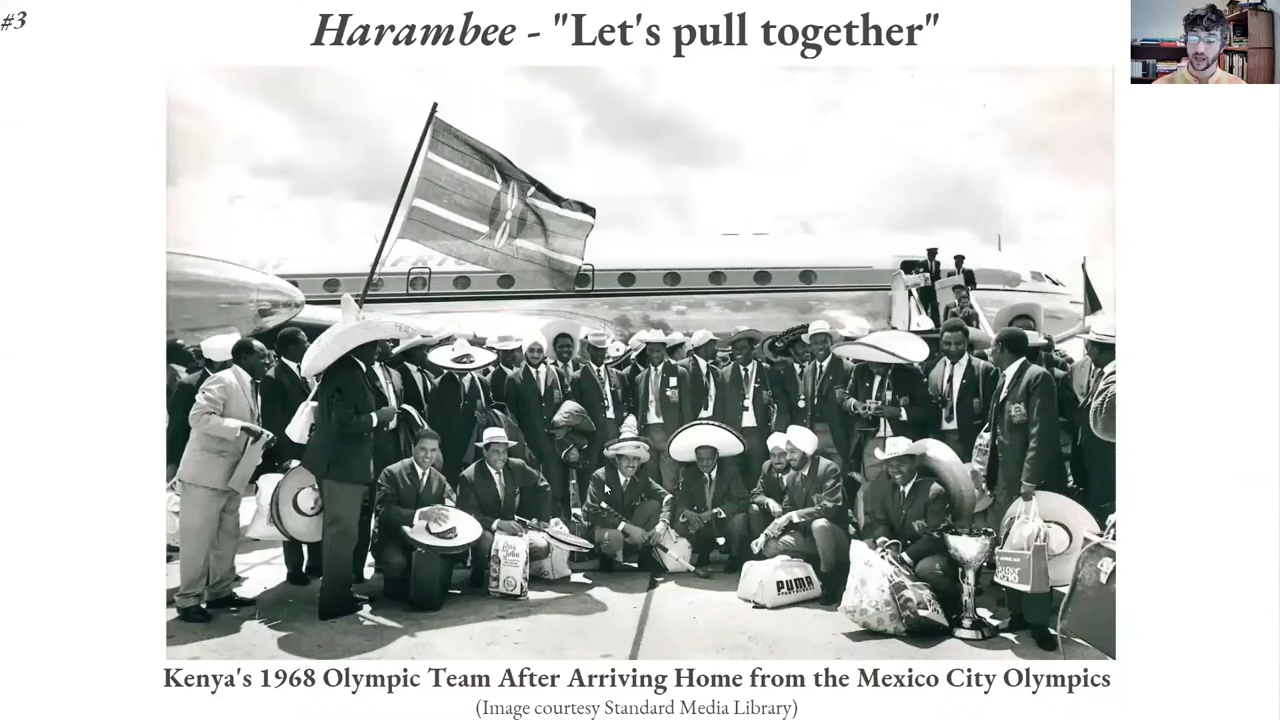 #3
Harambee - "Let's pull together"
PUMA
Kenya's 1968 Olympic Team After Arriving Home from the Mexico City Olympics
(Image courtesy Standard Media Library)